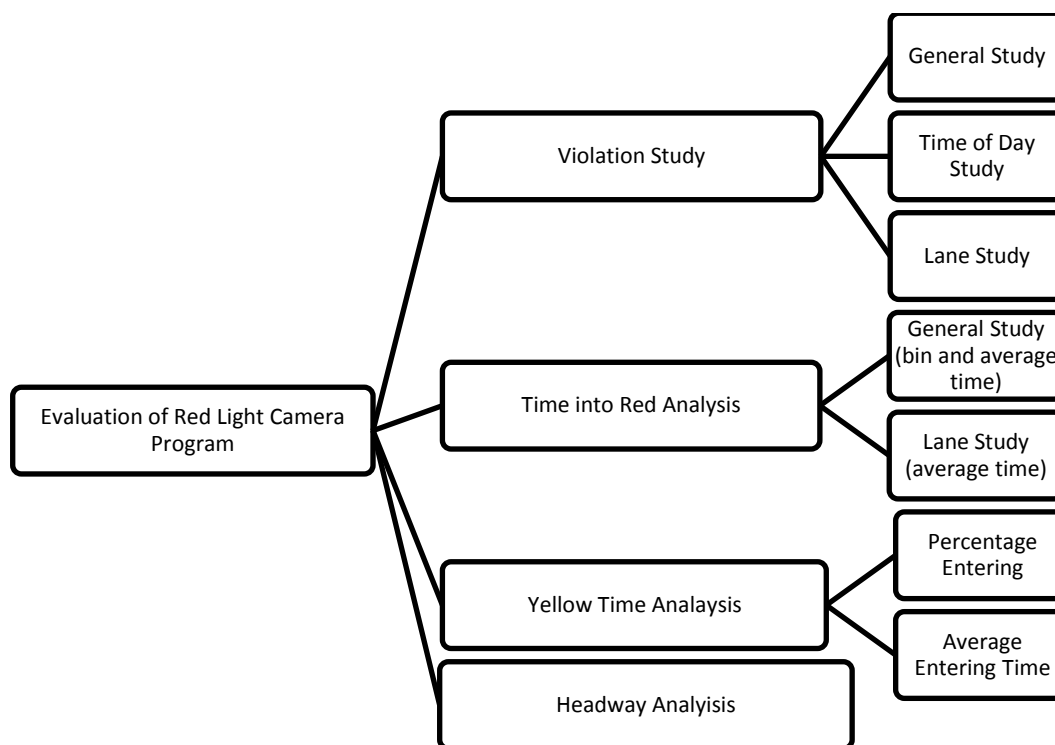 Evaluation of Red Light Camera
Program
Violation Study
General Study
Time of Day
Study
Lane Study
Time into Red Analysis
General Study
(bin and average
time)
Lane Study
(average time)
Yellow Time Analaysis
Percentage
Entering
Average
Entering Time
Headway Analyisis